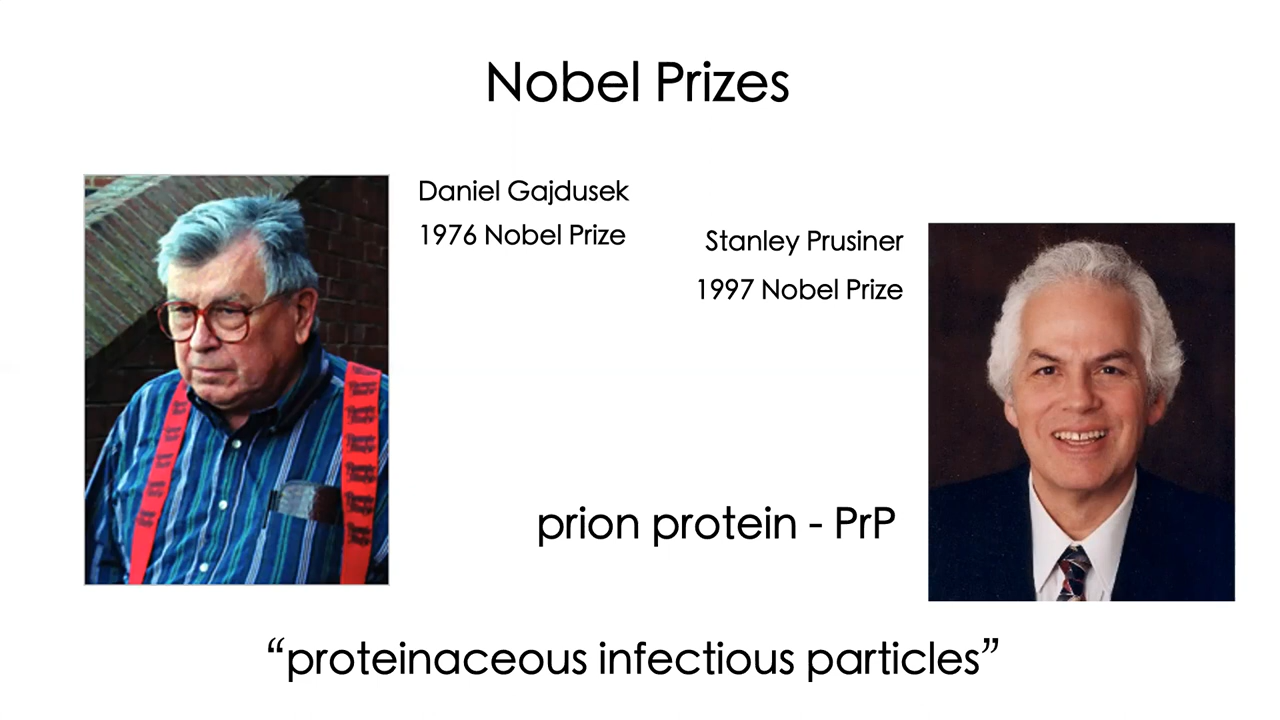 Nobel Prizes
Daniel Gajdusek
1976 Nobel Prize
Stanley Prusiner
1997 Nobel Prize
prion protein - PrP
“proteinaceous infectious particles”